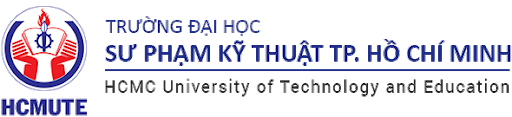 TRƯỜNG ĐẠI HỌC
SƯ PHẠM KỸ THUẬT TP. HỒ CHÍ MINH
HCMC University of Technology and Education
HCMUTE